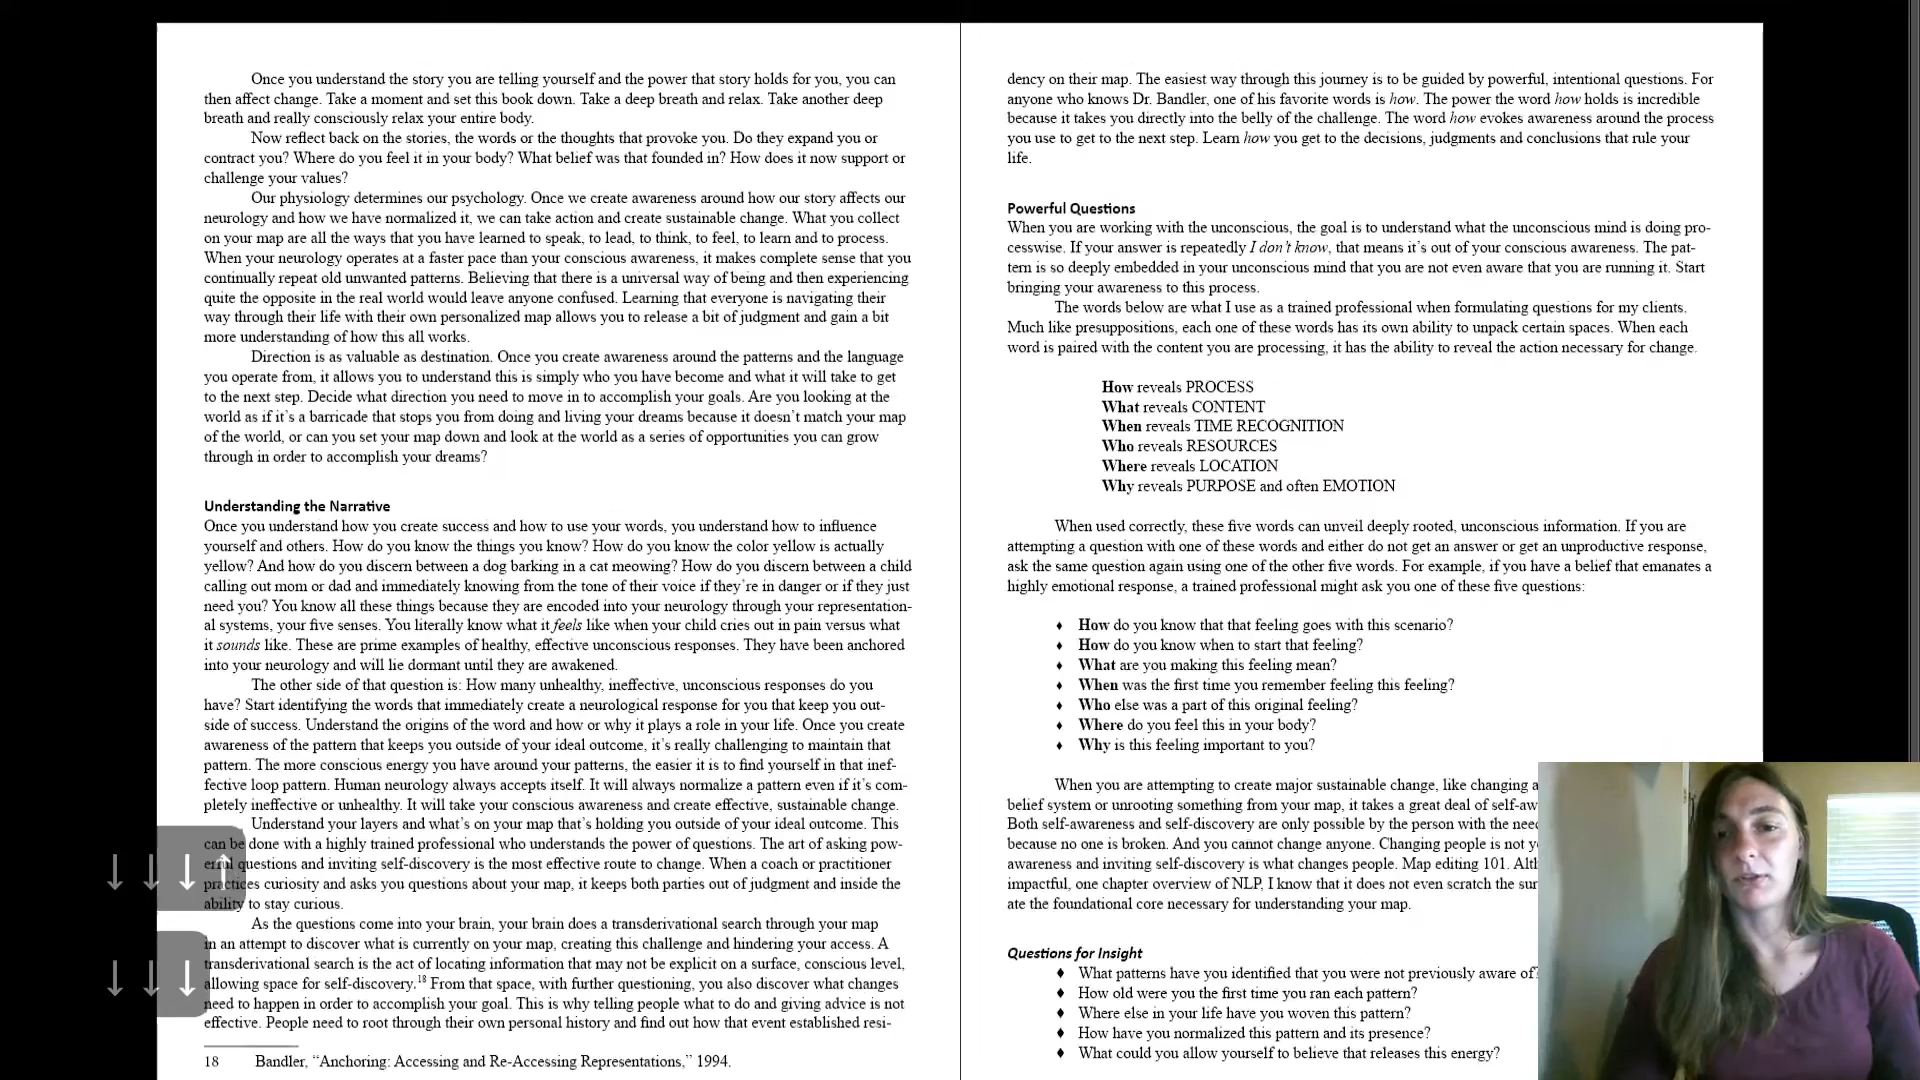 Once you understand the story you are telling yourself and the power that story holds for you, you can
then affect change. Take a moment and set this book down. Take a deep breath and relax. Take another deep
breath and really consciously relax your entire body.
Now reflect back on the stories, the words or the thoughts that provoke you. Do they expand you or
contract you? Where do you feel it in your body? What belief was that founded in? How does it now support or
challenge your values?
Our physiology determines our psychology. Once we create awareness around how our story affects our
neurology and how we have normalized it, we can take action and create sustainable change. What you collect
on your map are all the ways that you have learned to speak, to lead, to think, to feel, to learn and to process.
When your neurology operates at a faster pace than your conscious awareness, it makes complete sense that you
continually repeat old unwanted patterns. Believing that there is a universal way of being and then experiencing
quite the opposite in the real world would leave anyone confused. Learning that everyone is navigating their
way through their life with their own personalized map allows you to release a bit of judgment and gain a bit
more understanding of how this all works.
Direction is as valuable as destination. Once you create awareness around the patterns and the language
you operate from, it allows you to understand this is simply who you have become and what it will take to get
to the next step. Decide what direction you need to move in to accomplish your goals. Are you looking at the
world as if it's a barricade that stops you from doing and living your dreams because it doesn't match your map
of the world, or can you set your map down and look at the world as a series of opportunities you can grow
through in order to accomplish your dreams?
Understanding the Narrative
Once you understand how you create success and how to use your words, you understand how to influence
yourself and others. How do you know the things you know? How do you know the color yellow is actually
yellow? And how do you discern between a dog barking in a cat meowing? How do you discern between a child
calling out mom or dad and immediately knowing from the tone of their voice if they're in danger or if they just
need you? You know all these things because they are encoded into your neurology through your representation-
al systems, your five senses. You literally know what it feels like when your child cries out in pain versus what
it sounds like. These are prime examples of healthy, effective unconscious responses. They have been anchored
into your neurology and will lie dormant until they are awakened.
The other side of that question is: How many unhealthy, ineffective, unconscious responses do you
have? Start identifying the words that immediately create a neurological response for you that keep you out-
side of success. Understand the origins of the word and how or why it plays a role in your life. Once you create
awareness of the pattern that keeps you outside of your ideal outcome, it's really challenging to maintain that
pattern. The more conscious energy you have around your patterns, the easier it is to find yourself in that inef-
fective loop pattern. Human neurology always accepts itself. It will always normalize a pattern even if it's com-
pletely ineffective or unhealthy. It will take your conscious awareness and create effective, sustainable change.
Understand your layers and what's on your map that's holding you outside of your ideal outcome. This
can be done with a highly trained professional who understands the power of questions. The art of asking pow-
erful questions and inviting self-discovery is the most effective route to change. When a coach or practitioner
practices curiosity and asks you questions about your map, it keeps both parties out of judgment and inside the
ability to stay curious.
As the questions come into your brain, your brain does a transderivational search through your map
in an attempt to discover what is currently on your map, creating this challenge and hindering your access. A
transderivational search is the act of locating information that may not be explicit on a surface, conscious level,
allowing space for self-discovery.18 From that space, with further questioning, you also discover what changes
need to happen in order to accomplish your goal. This is why telling people what to do and giving advice is not
effective. People need to root through their own personal history and find out how that event established resi-
18 Bandler, “Anchoring: Accessing and Re-Accessing Representations,” 1994.
dency on their map. The easiest way through this journey is to be guided by powerful, intentional questions. For
anyone who knows Dr. Bandler, one of his favorite words is how. The power the word how holds is incredible
because it takes you directly into the belly of the challenge. The word how evokes awareness around the process
you use to get to the next step. Learn how you get to the decisions, judgments and conclusions that rule your
life.
Powerful Questions
When you are working with the unconscious, the goal is to understand what the unconscious mind is doing pro-
cesswise. If your answer is repeatedly I don't know, that means it's out of your conscious awareness. The pat-
tern is so deeply embedded in your unconscious mind that you are not even aware that you are running it. Start
bringing your awareness to this process.
The words below are what I use as a trained professional when formulating questions for my clients.
Much like presuppositions, each one of these words has its own ability to unpack certain spaces. When each
word is paired with the content you are processing, it has the ability to reveal the action necessary for change.
How reveals PROCESS
What reveals CONTENT
When reveals TIME RECOGNITION
Who reveals RESOURCES
Where reveals LOCATION
Why reveals PURPOSE and often EMOTION
When used correctly, these five words can unveil deeply rooted, unconscious information. If you are
attempting a question with one of these words and either do not get an answer or get an unproductive response,
ask the same question again using one of the other five words. For example, if you have a belief that emanates a
highly emotional response, a trained professional might ask you one of these five questions:
♦ How do you know that that feeling goes with this scenario?
♦ How do you know when to start that feeling?
♦ What are you making this feeling mean?
♦ When was the first time you remember feeling this feeling?
♦ Who else was a part of this original feeling?
♦ Where do you feel this in your body?
♦ Why is this feeling important to you?
When you are attempting to create major sustainable change, like changing a
belief system or unrooting something from your map, it takes a great deal of self-aw
Both self-awareness and self-discovery are only possible by the person with the need
because no one is broken. And you cannot change anyone. Changing people is not y
awareness and inviting self-discovery is what changes people. Map editing 101. Alth
impactful, one chapter overview of NLP, I know that it does not even scratch the sur
ate the foundational core necessary for understanding your map.
Questions for Insight
♦ What patterns have you identified that you were not previously aware of?
♦ How old were you the first time you ran each pattern?
♦ Where else in your life have you woven this pattern?
♦ How have you normalized this pattern and its presence?
♦ What could you allow yourself to believe that releases this energy?